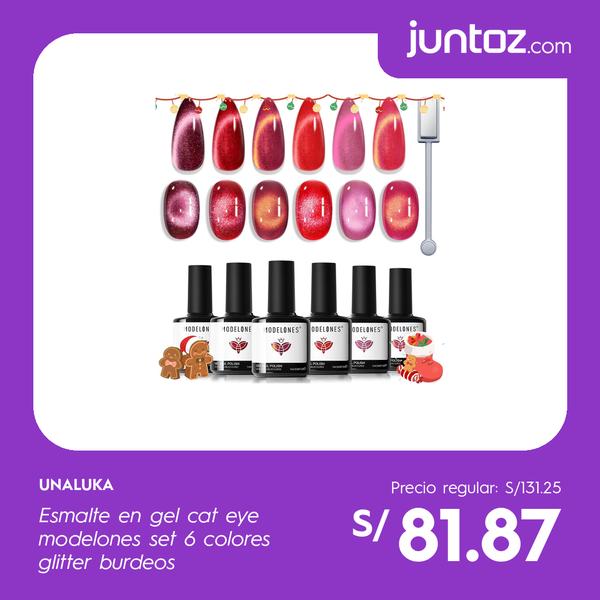 juntoz.com
MODELONES
MODELONES
MODELONES
MODELONES
MODELONES
MODELONES
UNALUKA
Esmalte en gel cat eye
modelones set 6 colores
glitter burdeos
Precio regular: S/131.25
S/ 81.87